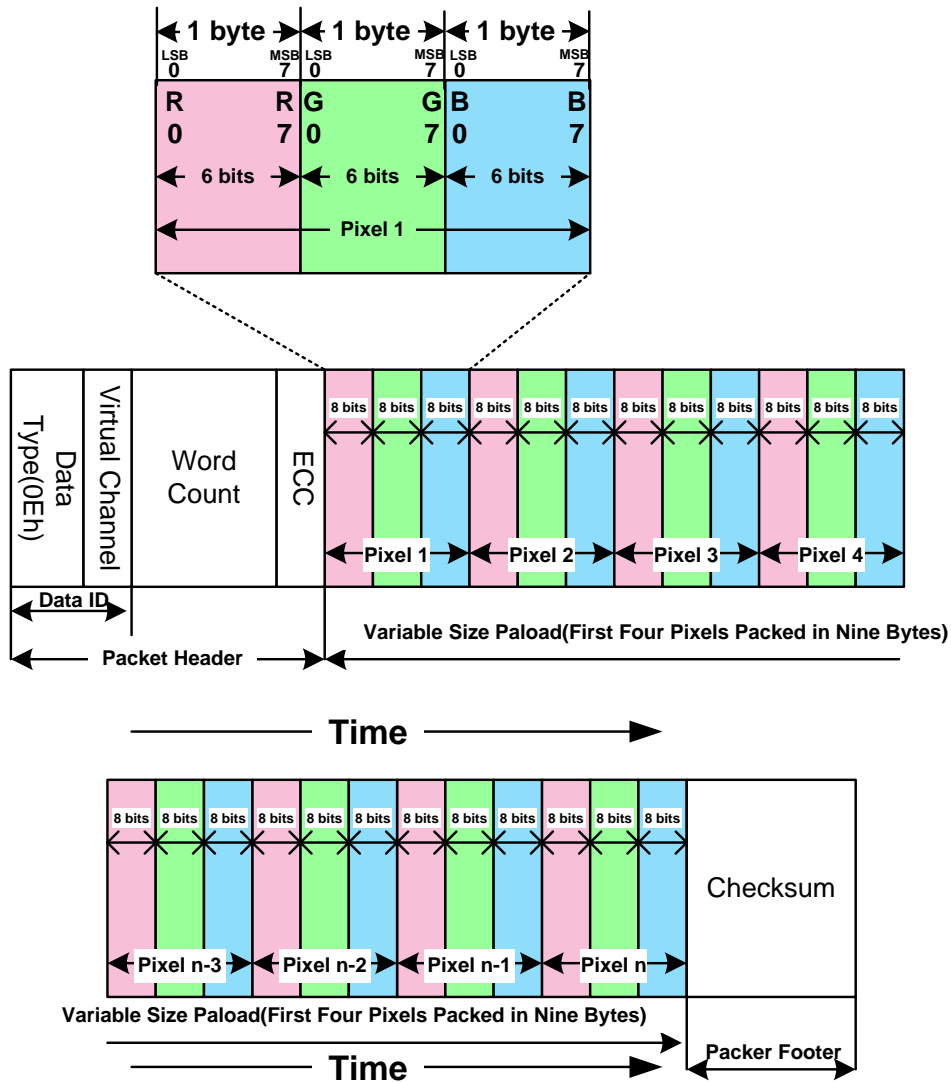 1 byte 1 byte 1 byte
LSB MSB LSB MSB LSB MSB
0 7 0 7 0 7
R R G G B B
0 7 0 7 0 7
6 bits 6 bits 6 bits
Pixel 1
Data
Type(0Eh)
Virtual Channel
Word
Count
ECC
8 bits 8 bits 8 bits 8 bits 8 bits 8 bits 8 bits 8 bits 8 bits 8 bits 8 bits 8 bits
Pixel 1 Pixel 2 Pixel 3 Pixel 4
Data ID
Variable Size Paload(First Four Pixels Packed in Nine Bytes)
Packet Header
Time
8 bits 8 bits 8 bits 8 bits 8 bits 8 bits 8 bits 8 bits 8 bits 8 bits 8 bits 8 bits
Checksum
Pixel n-3 Pixel n-2 Pixel n-1 Pixel n
Variable Size Paload(First Four Pixels Packed in Nine Bytes)
Packer Footer
Time